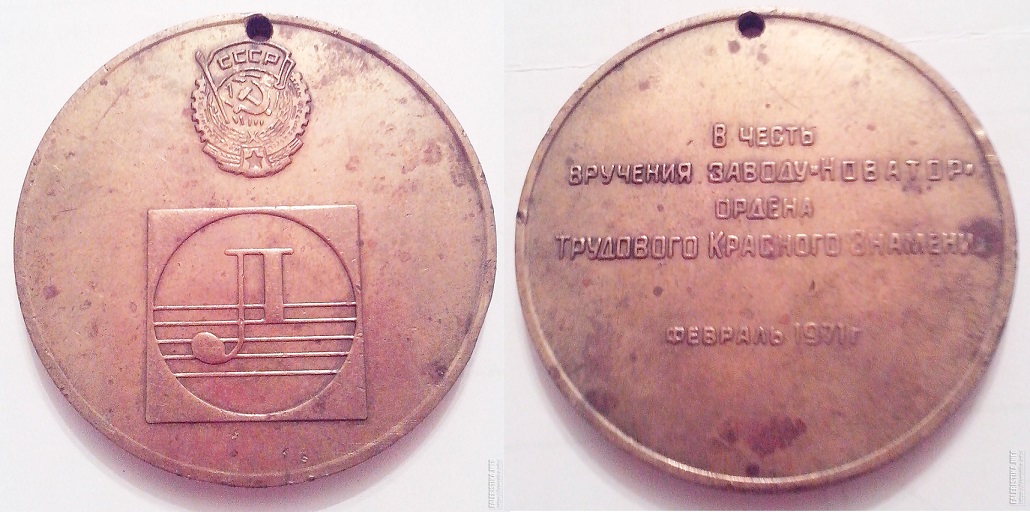 СССР
В ЧЕСТЬ
ВРУЧЕНИЯ ЗАВОДУ "НОВАТОР"
ОРДЕНА
ТРУДОВОГО КРАСНОГО ЗНАМЕНИ
ФЕВРАЛЬ 1971 г